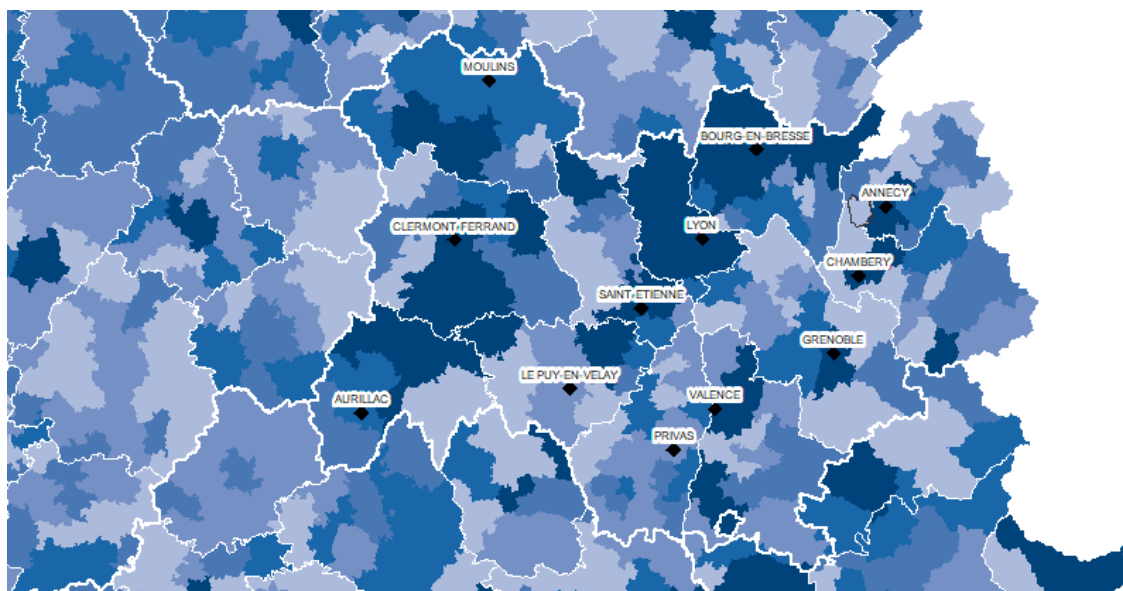 MOULINS
BOURG-EN-BRESSE
ANNECY
CLERMONT-FERRAND
LYON
CHAMBERY
SAINT-ETIENNE
GRENOBLE
LE PUY-EN-VELAY
AURILLAC
VALENCE
PRIVAS